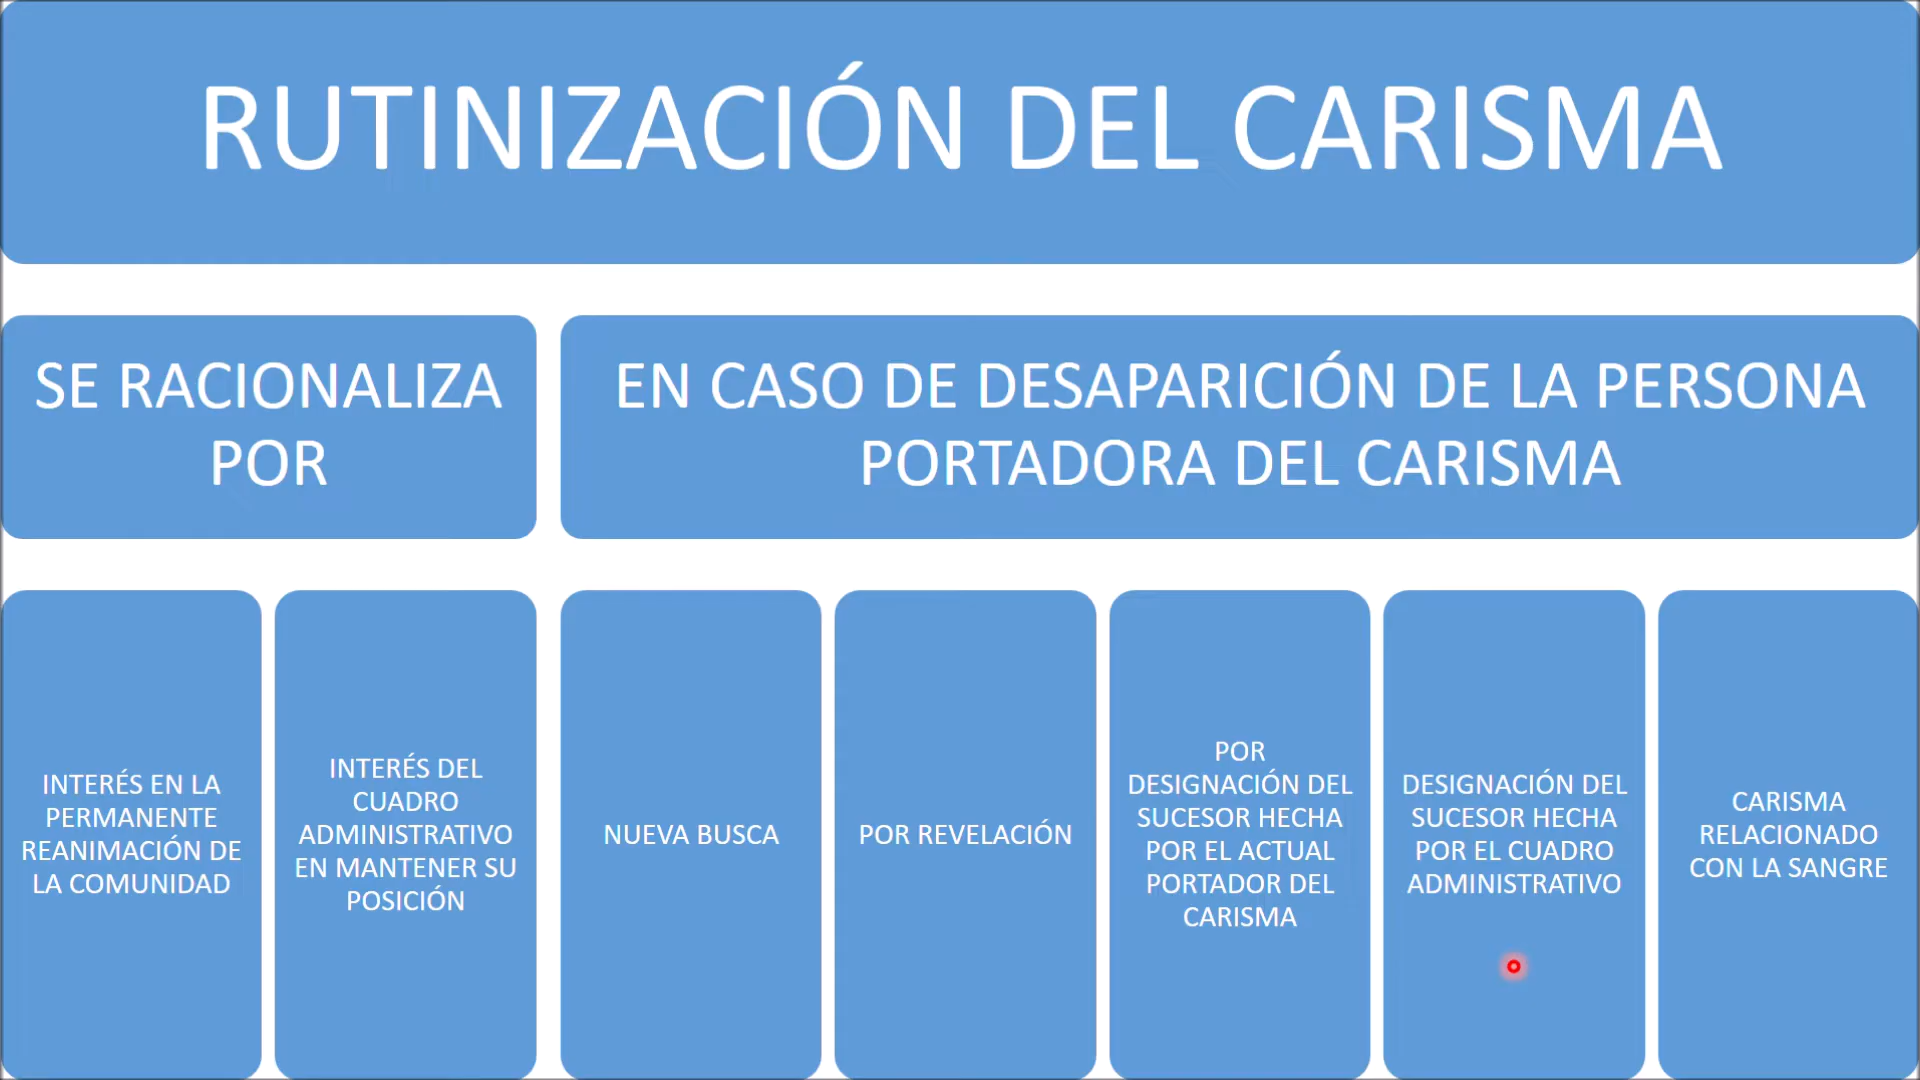 RUTINIZACIÓN DEL CARISMA
SE RACIONALIZA
POR
EN CASO DE DESAPARICIÓN DE LA PERSONA
PORTADORA DEL CARISMA
INTERÉS EN LA
PERMANENTE
REANIMACIÓN DE
LA COMUNIDAD
INTERÉS DEL
CUADRO
ADMINISTRATIVO
EN MANTENER SU
POSICIÓN
NUEVA BUSCA
POR REVELACIÓN
POR
DESIGNACIÓN DEL
SUCESOR HECHA
POR EL ACTUAL
PORTADOR DEL
CARISMA
DESIGNACIÓN DEL
SUCESOR HECHA
POR EL CUADRO
ADMINISTRATIVO
CARISMA
RELACIONADO
CON LA SANGRE